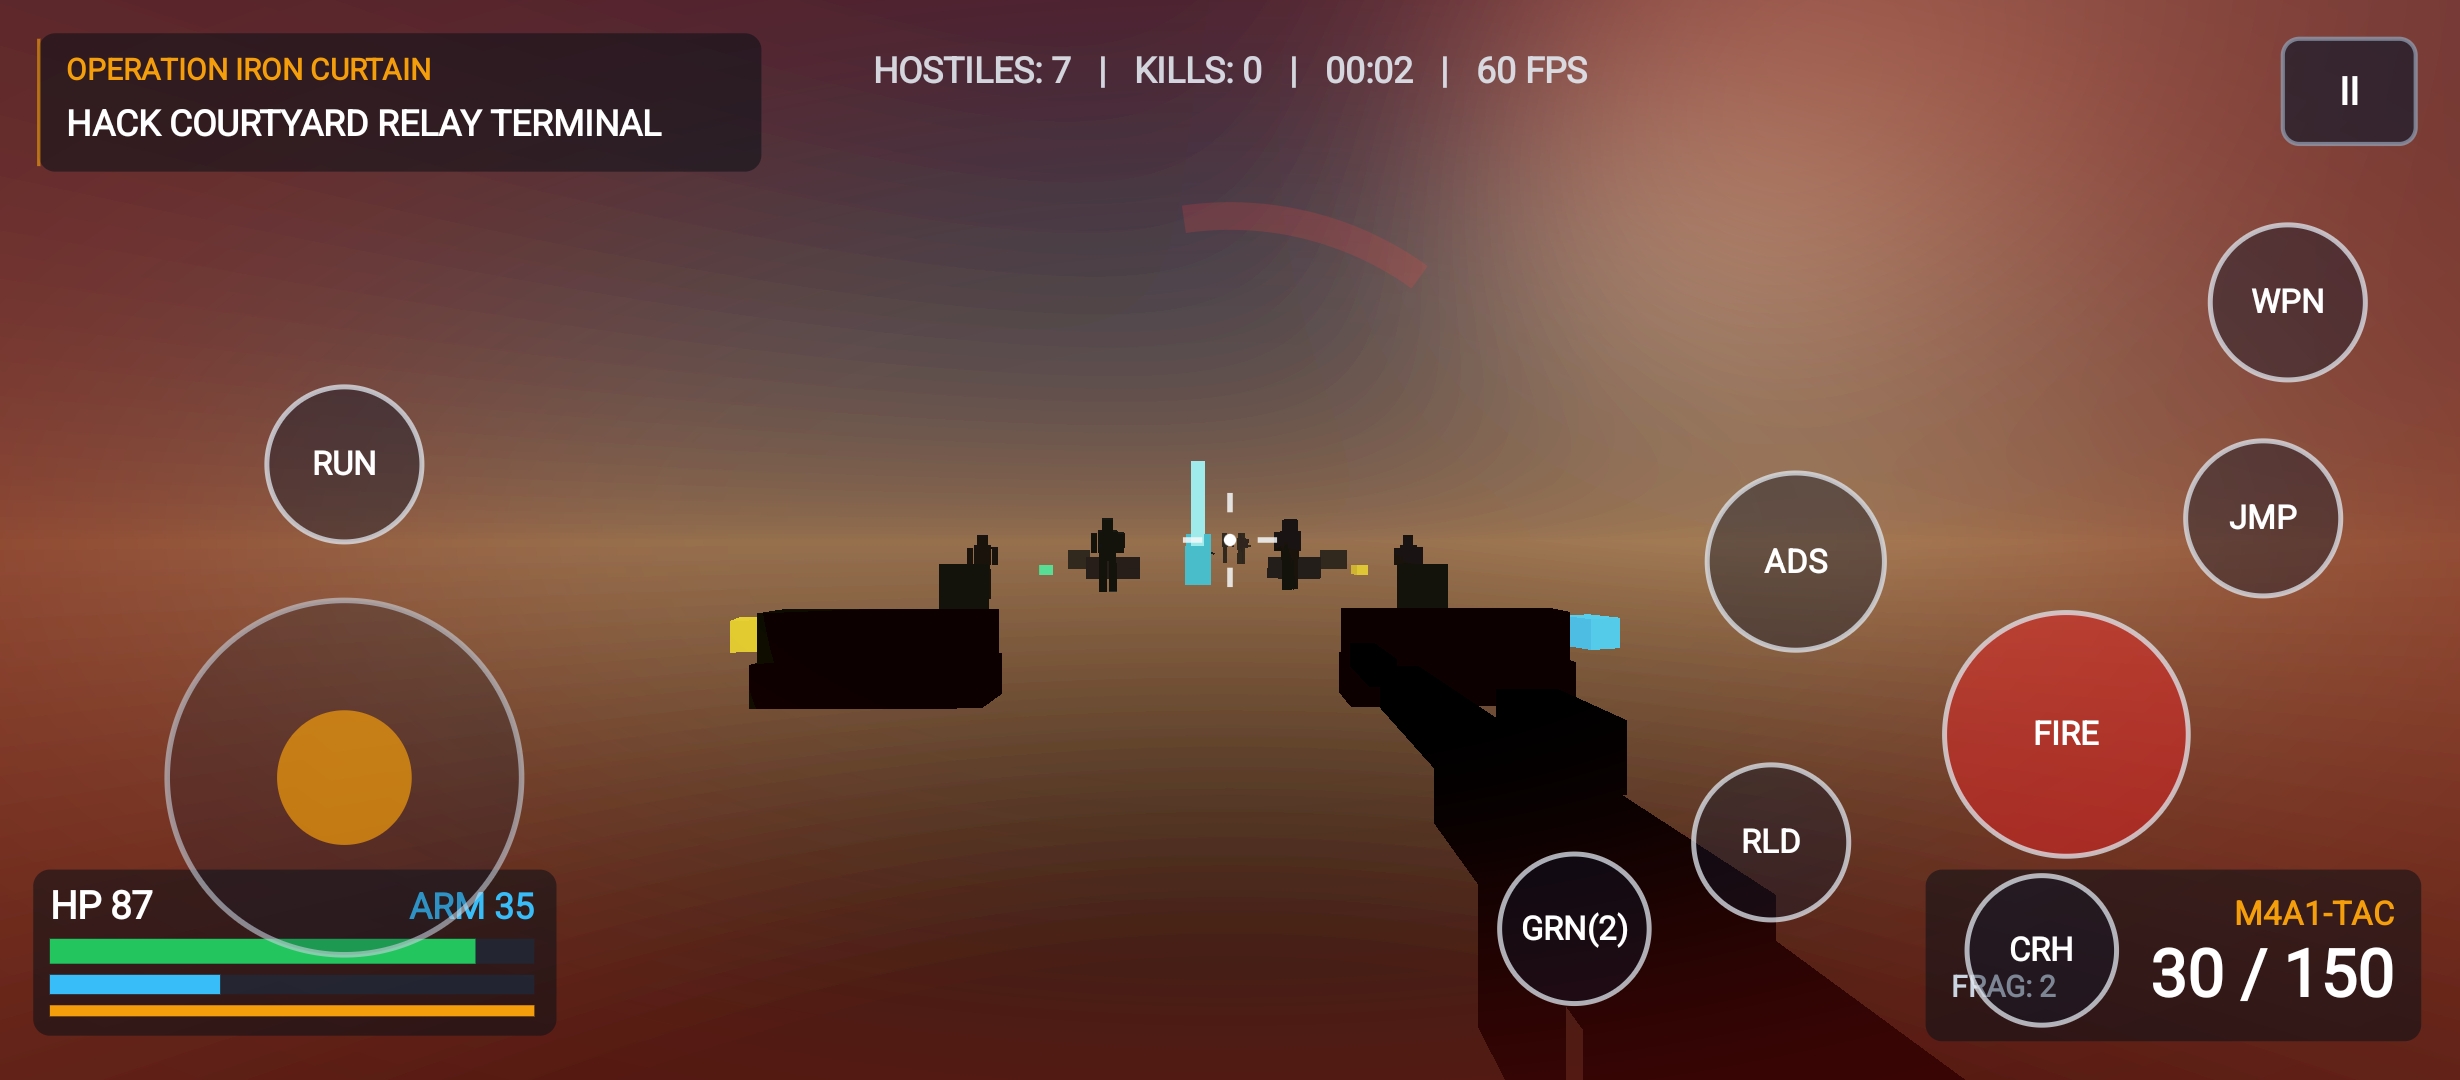 OPERATION IRON CURTAIN
HACK COURTYARD RELAY TERMINAL
HOSTILES: 7 | KILLS: 0 | 00:02 | 60 FPS
II
WPN
RUN
JMP
ADS
FIRE
RLD
HP 87
ARM 35
GRN(2)
M4A1-TAC
CRH
30 / 150
FRAG: 2